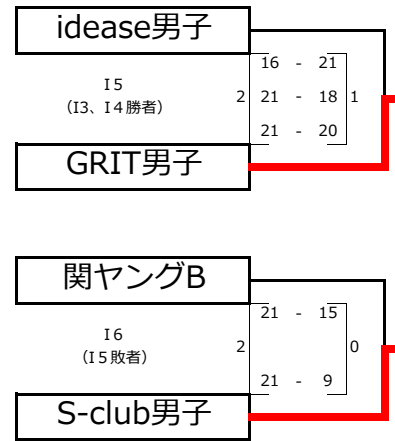 idease男子
16 - 21
I5
（I3、I４勝者）
2 21 - 18 1
21 - 20
GRIT男子
関ヤングB
21 - 15
I6
（I５敗者）
2 0
21 - 9
S-club男子